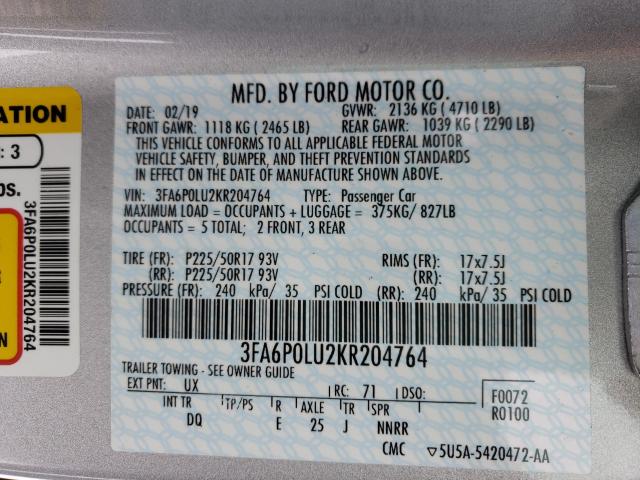 MFD. BY FORD MOTOR CO.
DATE: 02/19 GVWR: 2136 KG ( 4710 LB)
FRONT GAWR: 1118 KG ( 2465 LB) REAR GAWR: 1039 KG ( 2290 LB)
THIS VEHICLE CONFORMS TO ALL APPLICABLE FEDERAL MOTOR
VEHICLE SAFETY, BUMPER, AND THEFT PREVENTION STANDARDS
IN EFFECT ON THE DATE OF MANUFACTURE SHOWN ABOVE.
VIN: 3FA6P0LU2KR204764 TYPE: Passenger Car
MAXIMUM LOAD = OCCUPANTS + LUGGAGE = 375KG/ 827LB
OCCUPANTS = 5 TOTAL; 2 FRONT, 3 REAR
TIRE (FR): P225/50R17 93V RIMS (FR): 17x7.5J
(RR): P225/50R17 93V (RR): 17x7.5J
PRESSURE (FR): 240 kPa/ 35 PSI COLD (RR): 240 kPa/ 35 PSI COLD
3FA6P0LU2KR204764
TRAILER TOWING - SEE OWNER GUIDE
EXT PNT: UX RC: 71 DSO: F0072
INT TR TP/PS R AXLE TR SPR R0100
DQ E 25 J NNRR
CMC ▽5U5A-5420472-AA
ATION
: 3
bs.
3FA6P0LU2KR204764
N